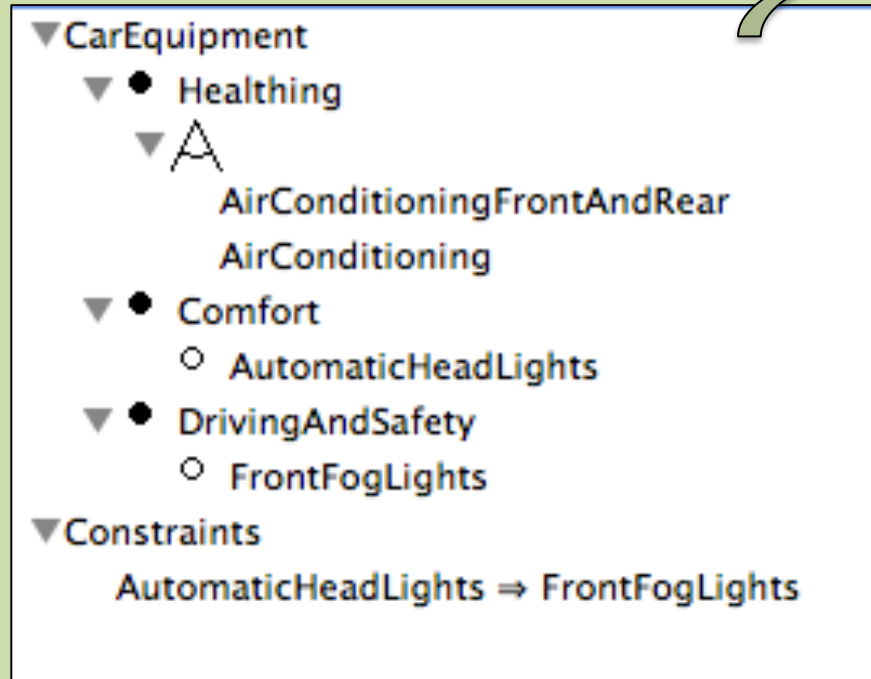 ?
CarEquipment
Healthing
AirConditioningFrontAndRear
AirConditioning
Comfort
AutomaticHeadLights
DrivingAndSafety
FrontFogLights
Constraints
AutomaticHeadLights ⇒ FrontFogLights